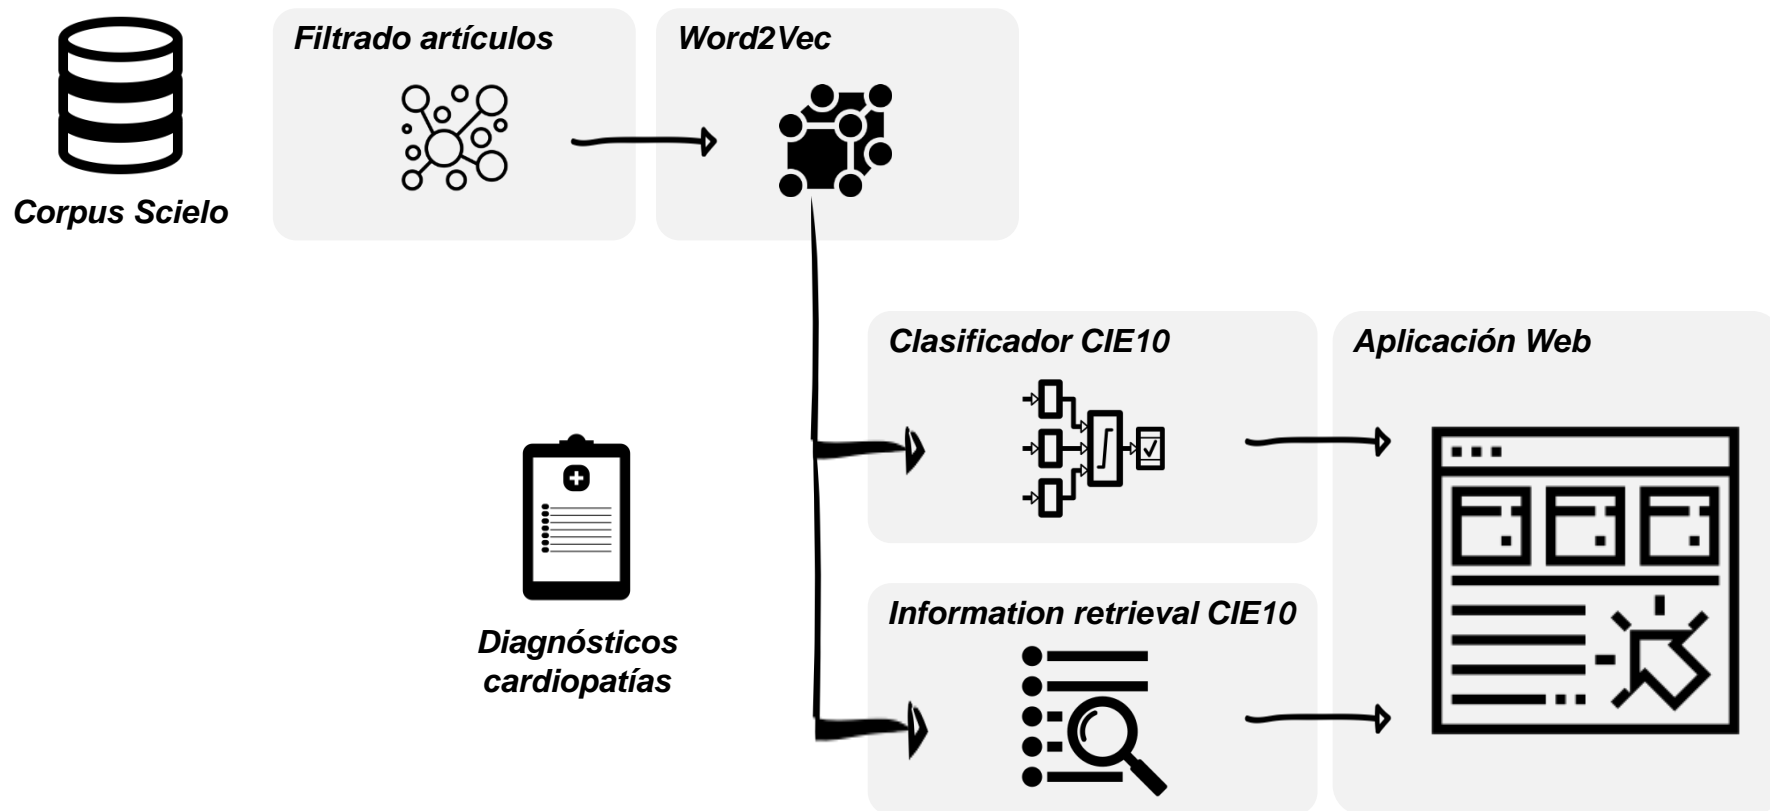 Filtrado artículos
Word2Vec
Corpus Scielo
Clasificador CIE10
Aplicación Web
Diagnósticos
cardiopatías
Information retrieval CIE10